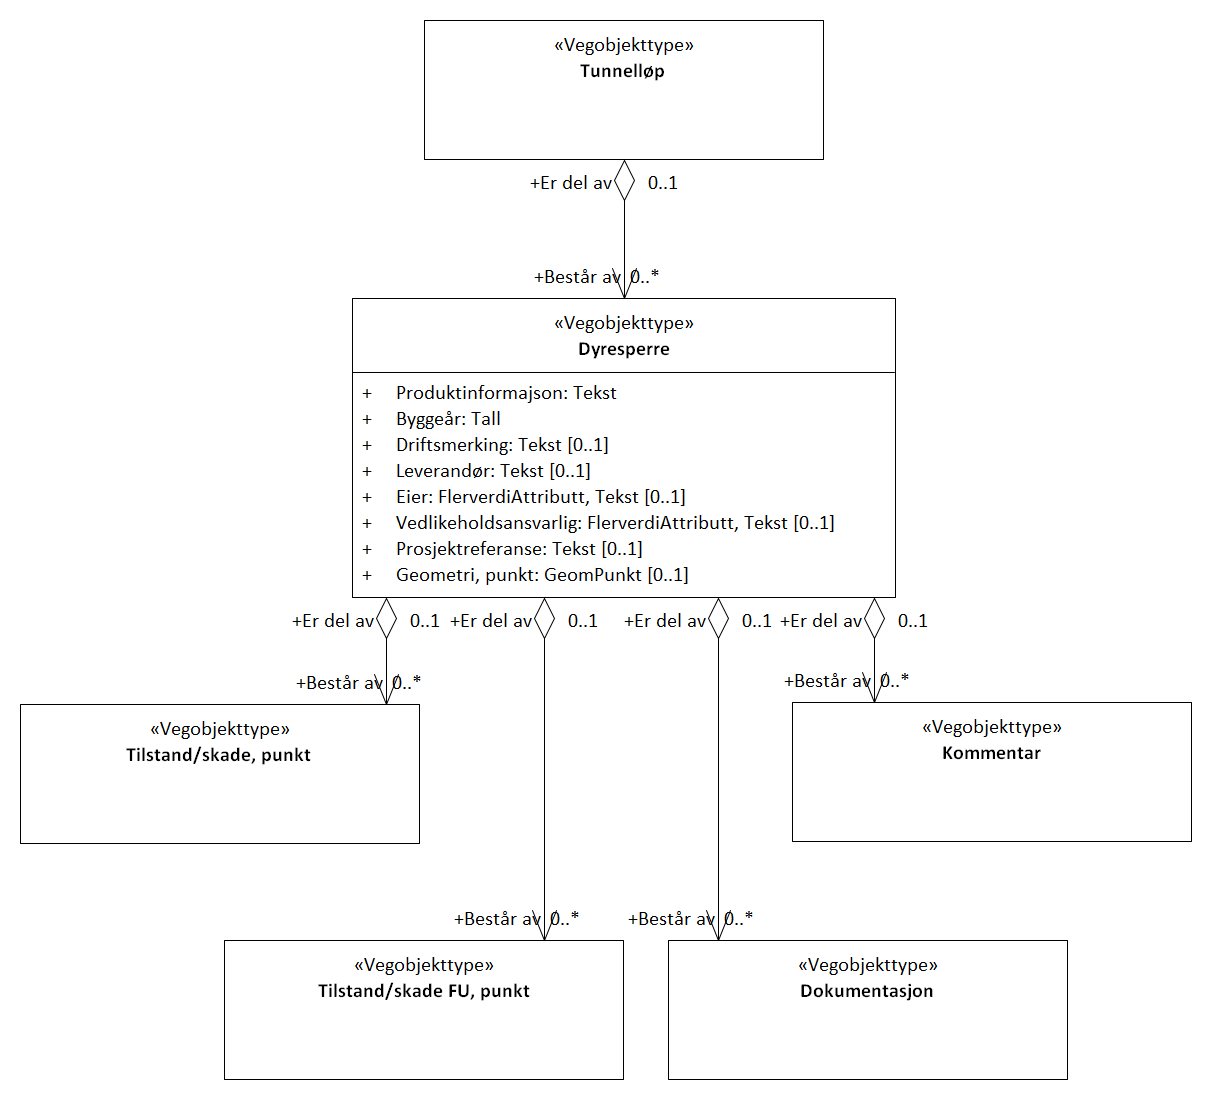 «Vegobjekttype»
Tunnelløp
+Er del av 0..1
+Består av 0..*
«Vegobjekttype»
Dyresperre
+ Produktinformajson: Tekst
+ Byggeår: Tall
+ Driftsmerking: Tekst [0..1]
+ Leverandør: Tekst [0..1]
+ Eier: FlerverdiAttributt, Tekst [0..1]
+ Vedlikeholdsansvarlig: FlerverdiAttributt, Tekst [0..1]
+ Prosjektreferanse: Tekst [0..1]
+ Geometri, punkt: GeomPunkt [0..1]
+Er del av 0..1 +Er del av 0..1 +Er del av 0..1 +Er del av 0..1
+Består av 0..* +Består av 0..*
«Vegobjekttype»
Tilstand/skade, punkt
«Vegobjekttype»
Kommentar
+Består av 0..* +Består av 0..*
«Vegobjekttype»
Tilstand/skade FU, punkt
«Vegobjekttype»
Dokumentasjon